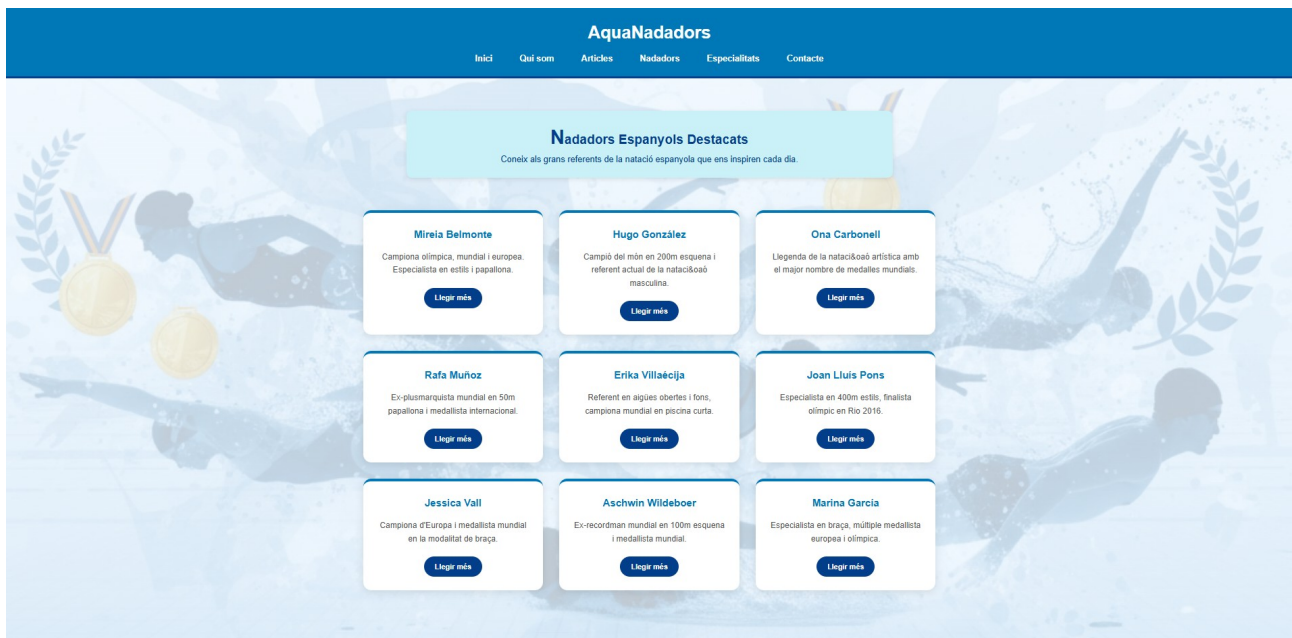 AquaNadadors
Inici Qui som Articles Nadadors Especialitats Contacte
Nadadors Espanyols Destacats
Coneix als grans referents de la natació espanyola que ens inspiren cada dia.
Mireia Belmonte
Campiona olímpica, mundial i europea.
Especialista en estils i papallona.
Llegir més
Hugo González
Campió del món en 200m esquena i
referent actual de la nataci&oaó
masculina.
Llegir més
Ona Carbonell
Llegenda de la nataci&oaó artística amb
el major nombre de medalles mundials.
Llegir més
Rafa Muñoz
Ex-plusmarquista mundial en 50m
papallona i medallista internacional.
Llegir més
Erika Villaécija
Referent en aigües obertes i fons,
campiona mundial en piscina curta.
Llegir més
Joan Lluís Pons
Especialista en 400m estils, finalista
olímpic en Rio 2016.
Llegir més
Jessica Vall
Campiona d'Europa i medallista mundial
en la modalitat de braça.
Llegir més
Aschwin Wildeboer
Ex-recordman mundial en 100m esquena
i medallista mundial.
Llegir més
Marina García
Especialista en braça, múltiple medallista
europea i olímpica.
Llegir més